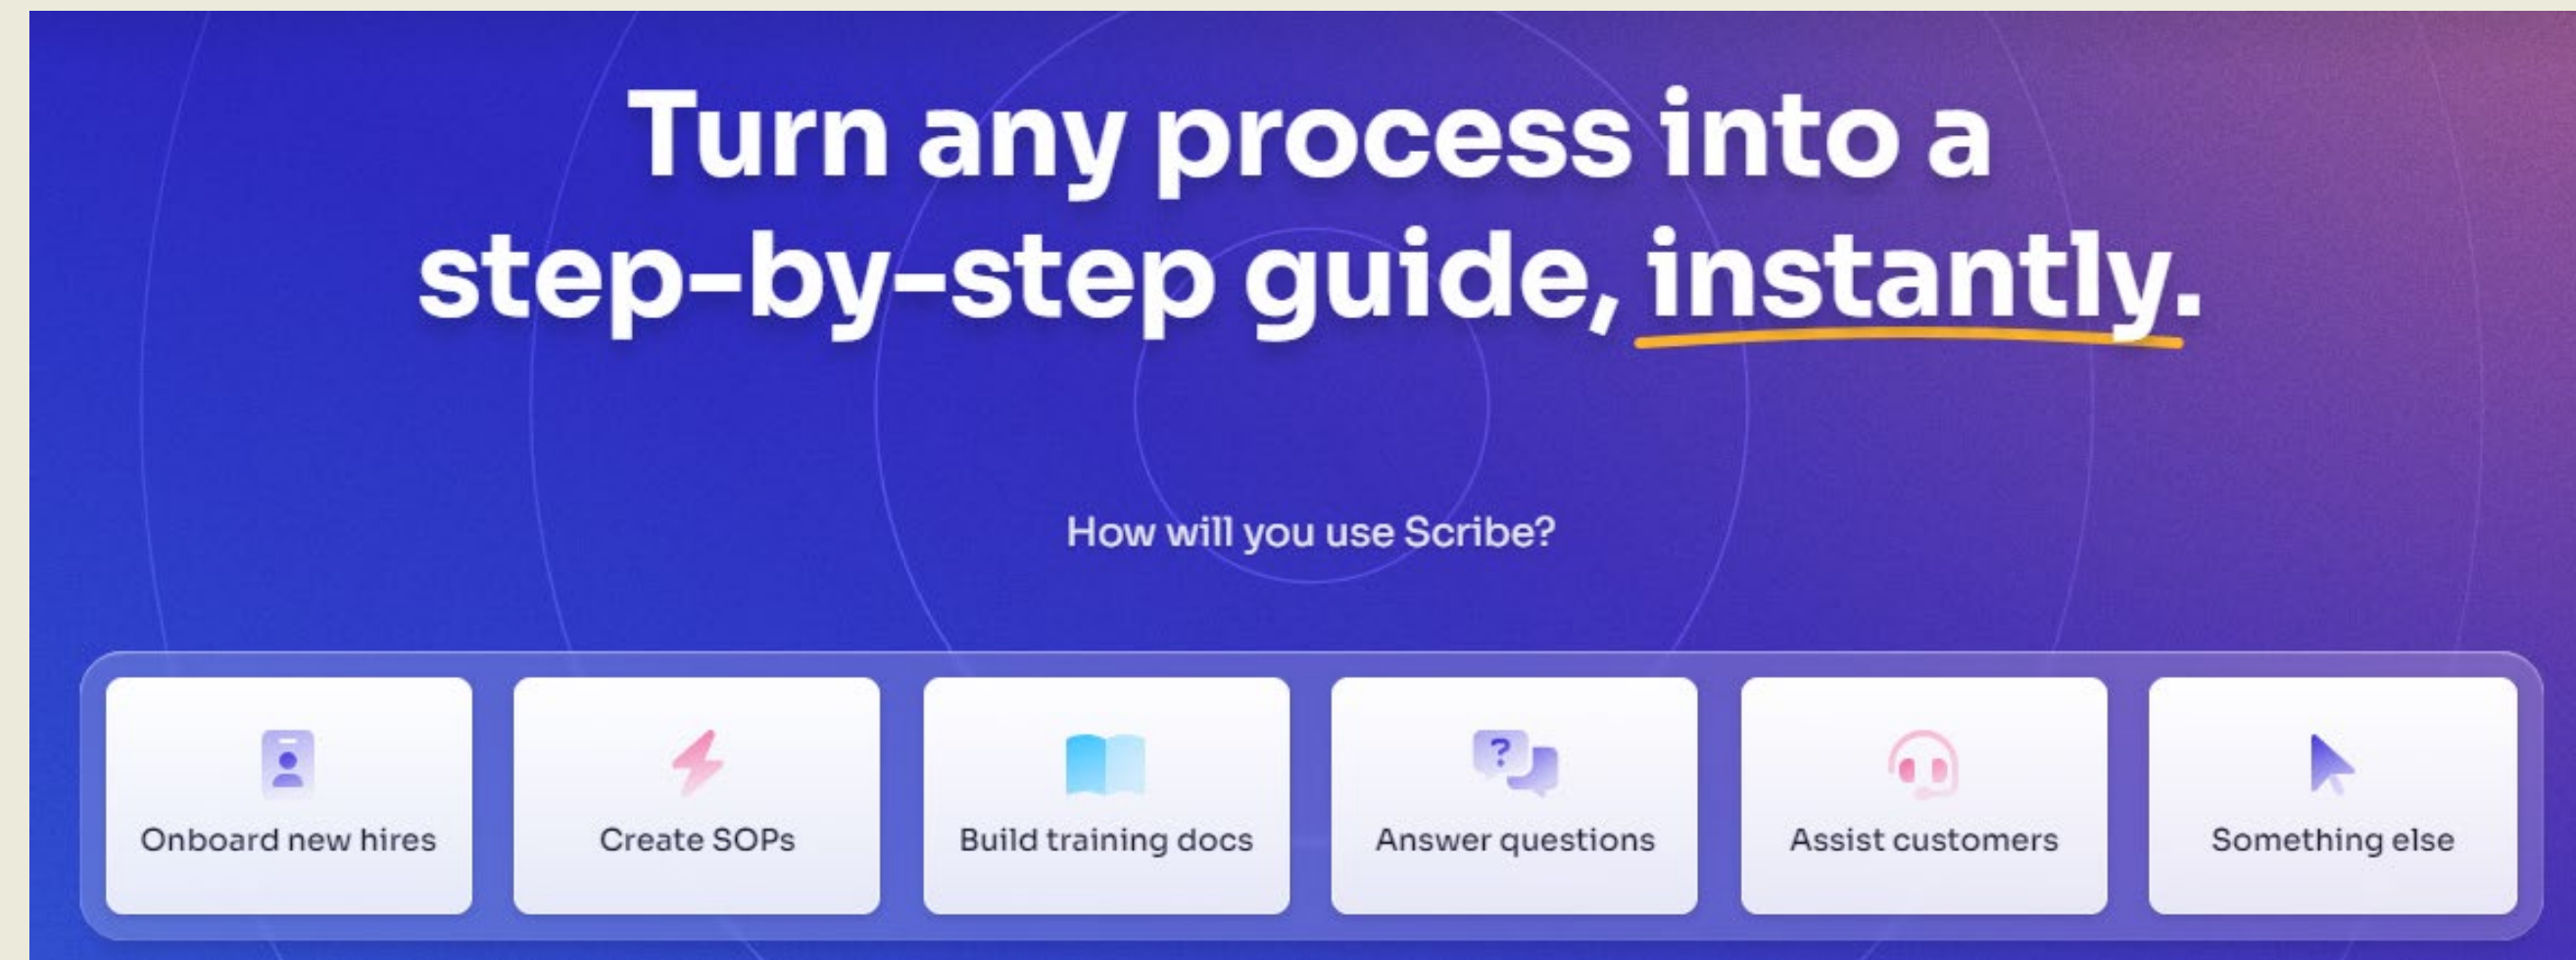 Turn any process into a
step-by-step guide, instantly.
How will you use Scribe?
Onboard new hires
Create SOPs
Build training docs
?
Answer questions
Assist customers
Something else